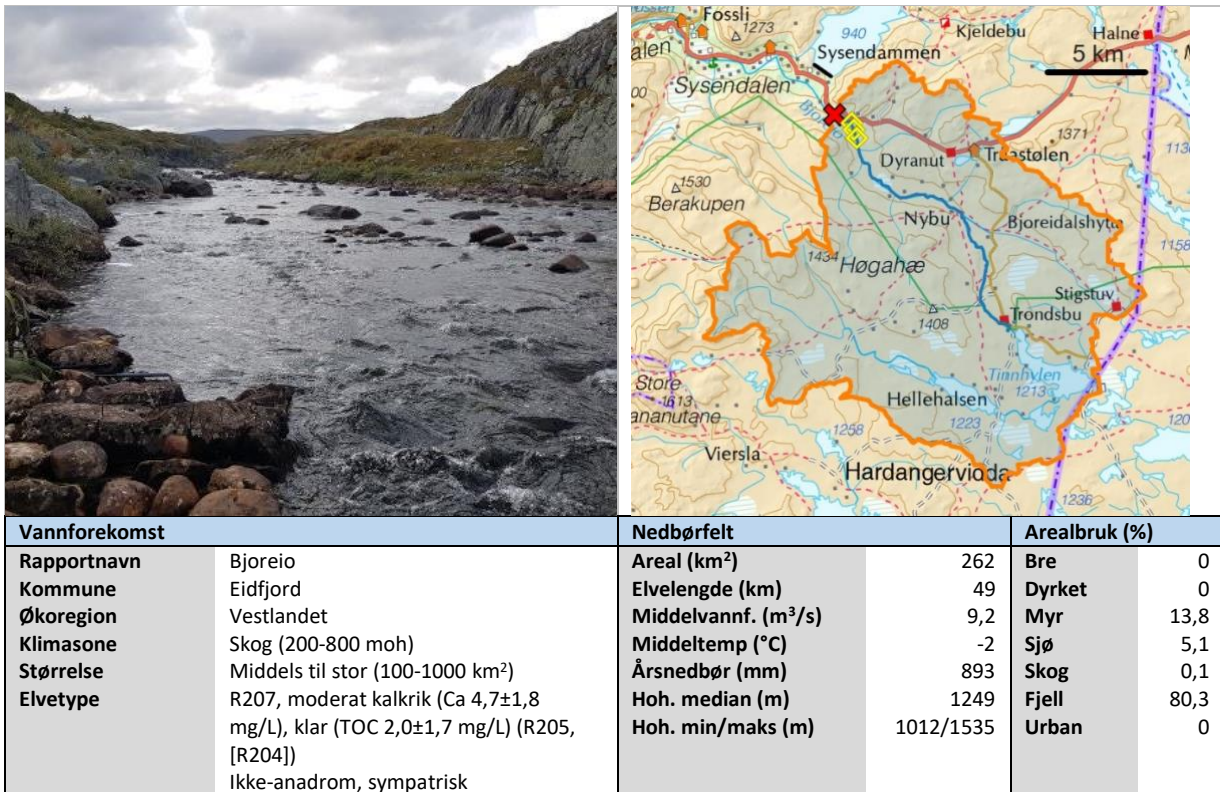 Fossli
1273
940
Kjeldebu
Halne
alen
Sysendammen
5 km
Sysendalen
00
1371
113
Dyranut
1530
Berakupen
Nybu
Bjoreidalshytta
1158
1434
Høgahæ
Stigstuv
1408
Trondsbu
Store
1613
ananutane
Tinnhylen
1213
Hellehalsen
1223
120
1258
Viersla
Hardangervidda
1236
Vannforekomst
Nedbørfelt
Arealbruk (%)
Rapportnavn Bjoreio
Areal (km²) 262
Bre 0
Kommune Eidfjord
Elvelengde (km) 49
Dyrket 0
Økoregion Vestlandet
Middelvannf. (m³/s) 9,2
Myr 13,8
Klimasone Skog (200-800 moh)
Middeltemp (°C) -2
Sjø 5,1
Størrelse Middels til stor (100-1000 km²)
Årsnedbør (mm) 893
Skog 0,1
Elvetype R207, moderat kalkrik (Ca 4,7±1,8
Hoh. median (m) 1249
Fjell 80,3
mg/L), klar (TOC 2,0±1,7 mg/L) (R205,
Hoh. min/maks (m) 1012/1535
Urban 0
[R204])
Ikke-anadrom, sympatrisk